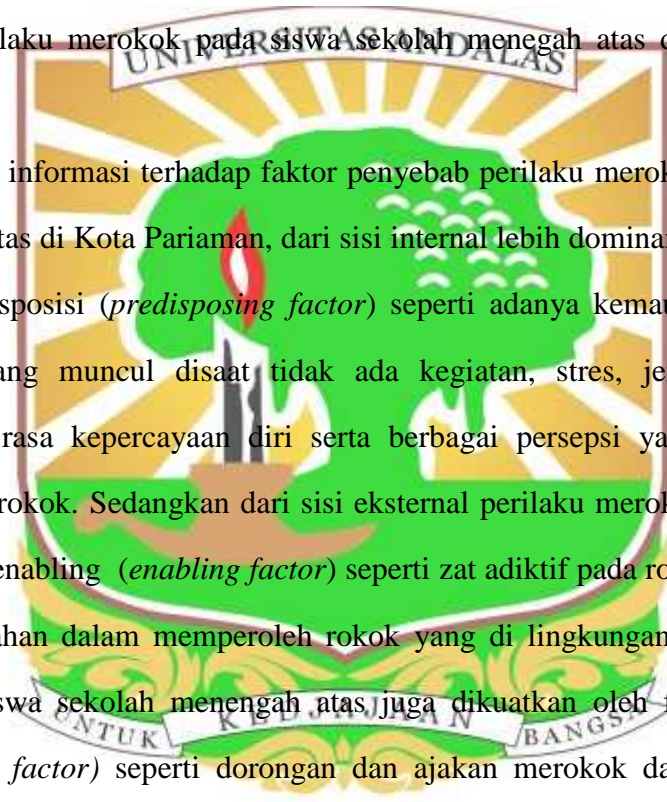 ilaku merokok pada siswa sekolah menegah atas d
UNIVERSITAS ANDALAS
informasi terhadap faktor penyebab perilaku merok
tas di Kota Pariaman, dari sisi internal lebih dominan
sposisi (predisposing factor) seperti adanya kemau
ang muncul disaat tidak ada kegiatan, stres, je
rasa kepercayaan diri serta berbagai persepsi ya
rokok. Sedangkan dari sisi eksternal perilaku merok
enabling (enabling factor) seperti zat adiktif pada ro
ahan dalam memperoleh rokok yang di lingkungan
swa sekolah menengah atas juga dikuatkan oleh
UNTUK KEDJAJAAN BANGSA
factor) seperti dorongan dan ajakan merokok da